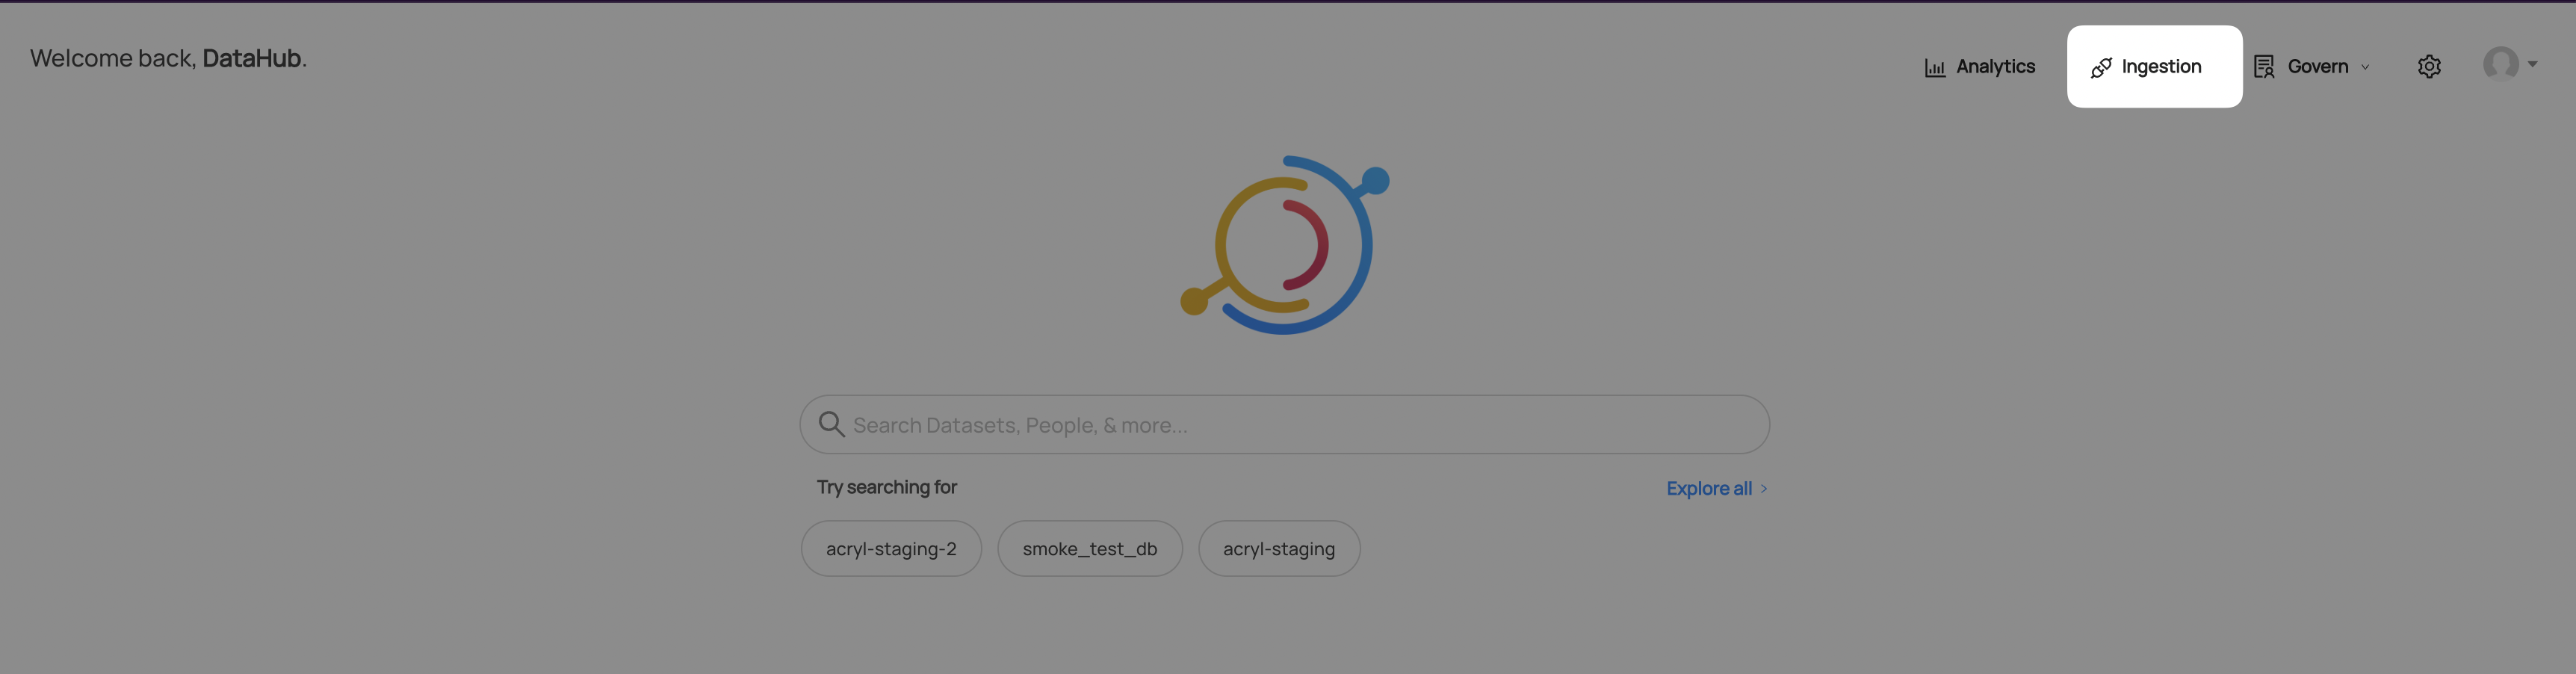 Welcome back, DataHub.
Analytics
Ingestion
Govern
Search Datasets, People, & more...
Try searching for
Explore all >
acryl-staging-2
smoke_test_db
acryl-staging